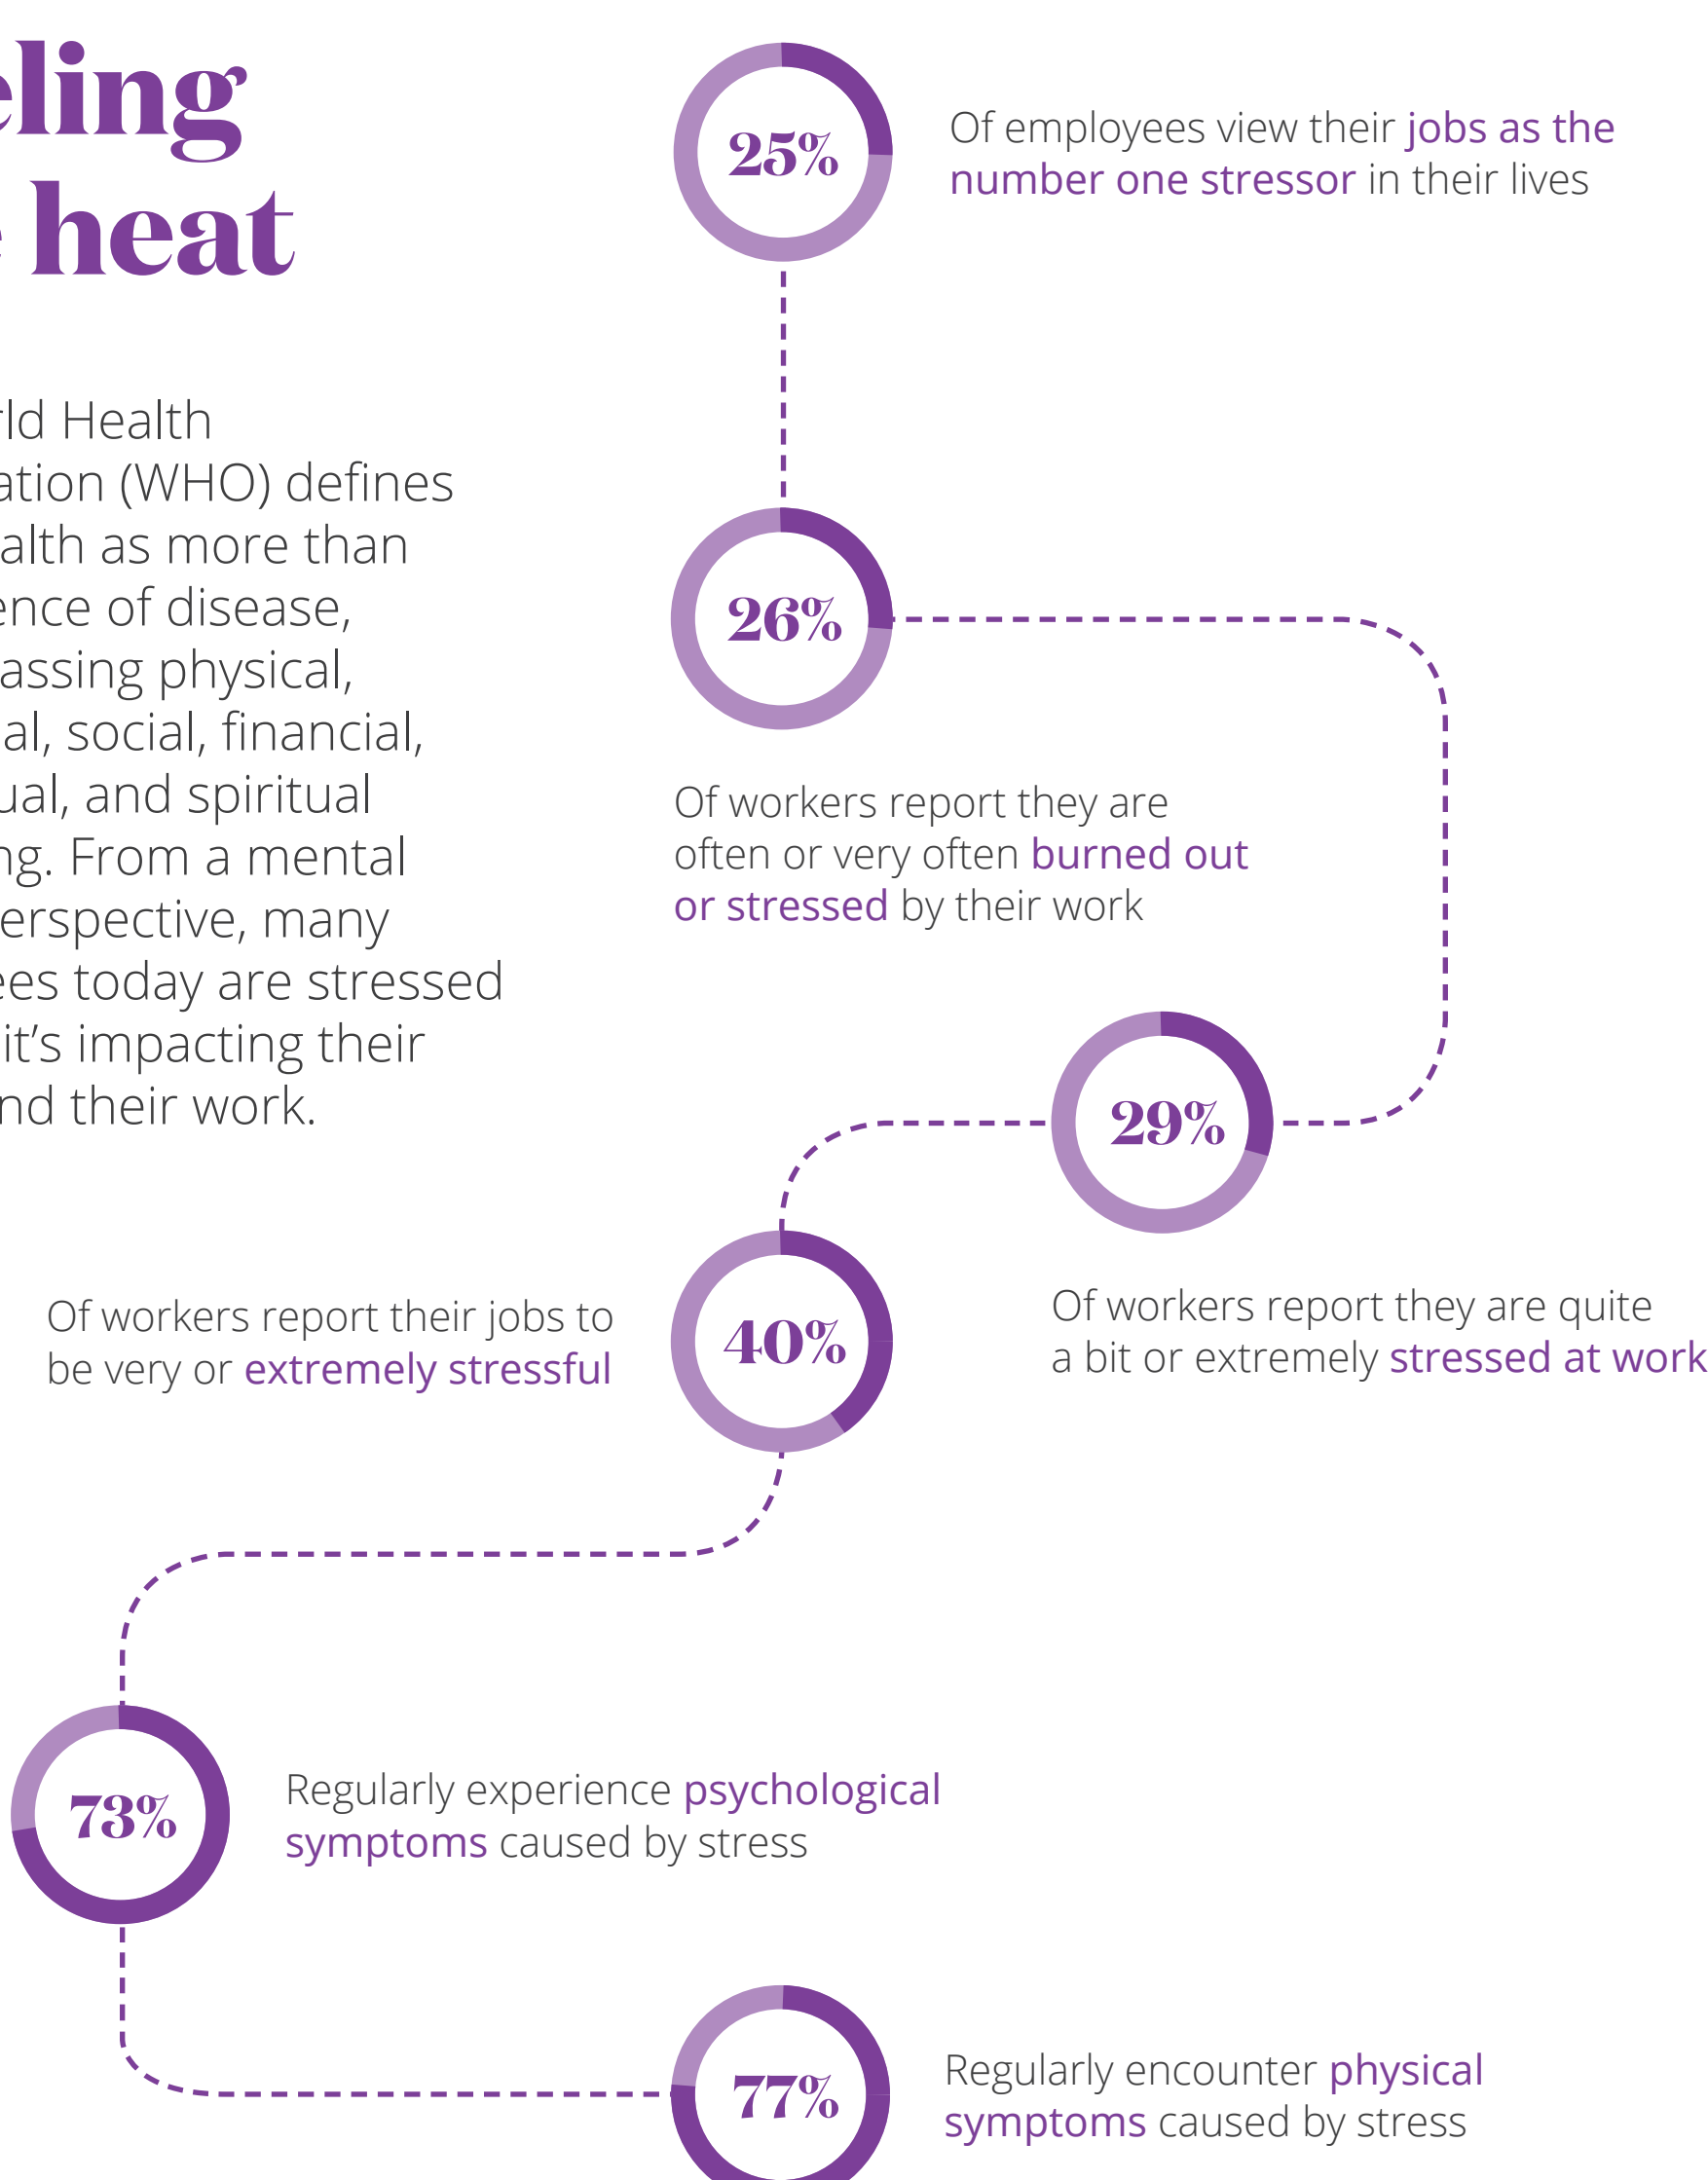 eling
heat
rld Health
ation (WHO) defines
alth as more than
ence of disease,
assing physical,
al, social, financial,
ual, and spiritual
ng. From a mental
erspective, many
ees today are stressed
it’s impacting their
nd their work.
25%
Of employees view their jobs as the
number one stressor in their lives
26%
Of workers report they are
often or very often burned out
or stressed by their work
29%
Of workers report they are quite
a bit or extremely stressed at work
40%
Of workers report their jobs to
be very or extremely stressful
73%
Regularly experience psychological
symptoms caused by stress
77%
Regularly encounter physical
symptoms caused by stress